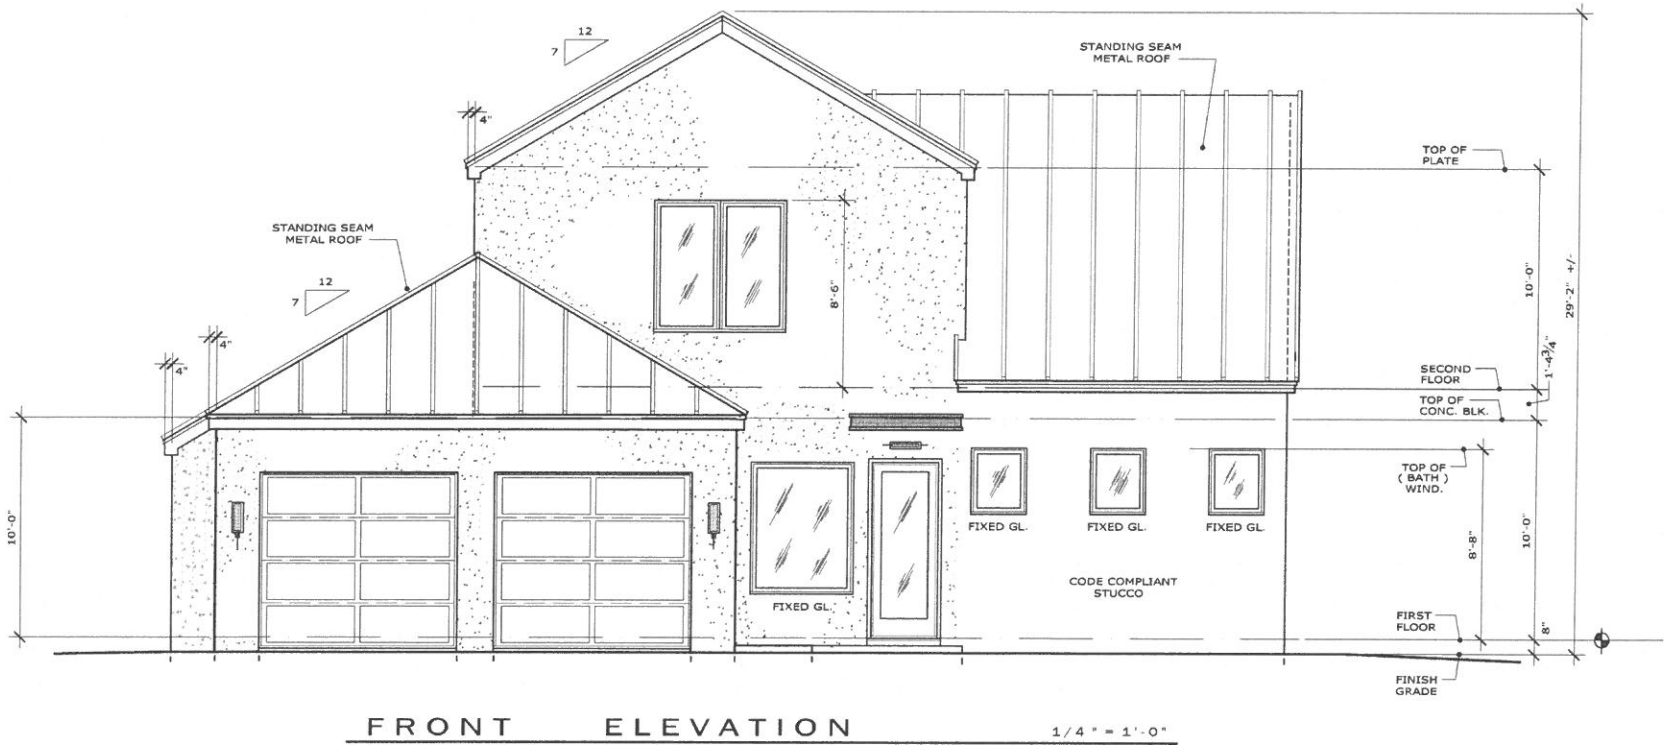 12
7
STANDING SEAM
METAL ROOF
4"
TOP OF
PLATE
STANDING SEAM
METAL ROOF
12
7
8'-6"
10'-0"
29'-2" +/-
4"
4"
1'-4¾"
SECOND
FLOOR
TOP OF
CONC. BLK.
TOP OF
( BATH )
WIND.
10'-0"
FIXED GL.
FIXED GL.
FIXED GL.
8'-8"
10'-0"
CODE COMPLIANT
STUCCO
FIXED GL.
FIRST
FLOOR
8"
FINISH
GRADE
FRONT ELEVATION
1/4" = 1'-0"